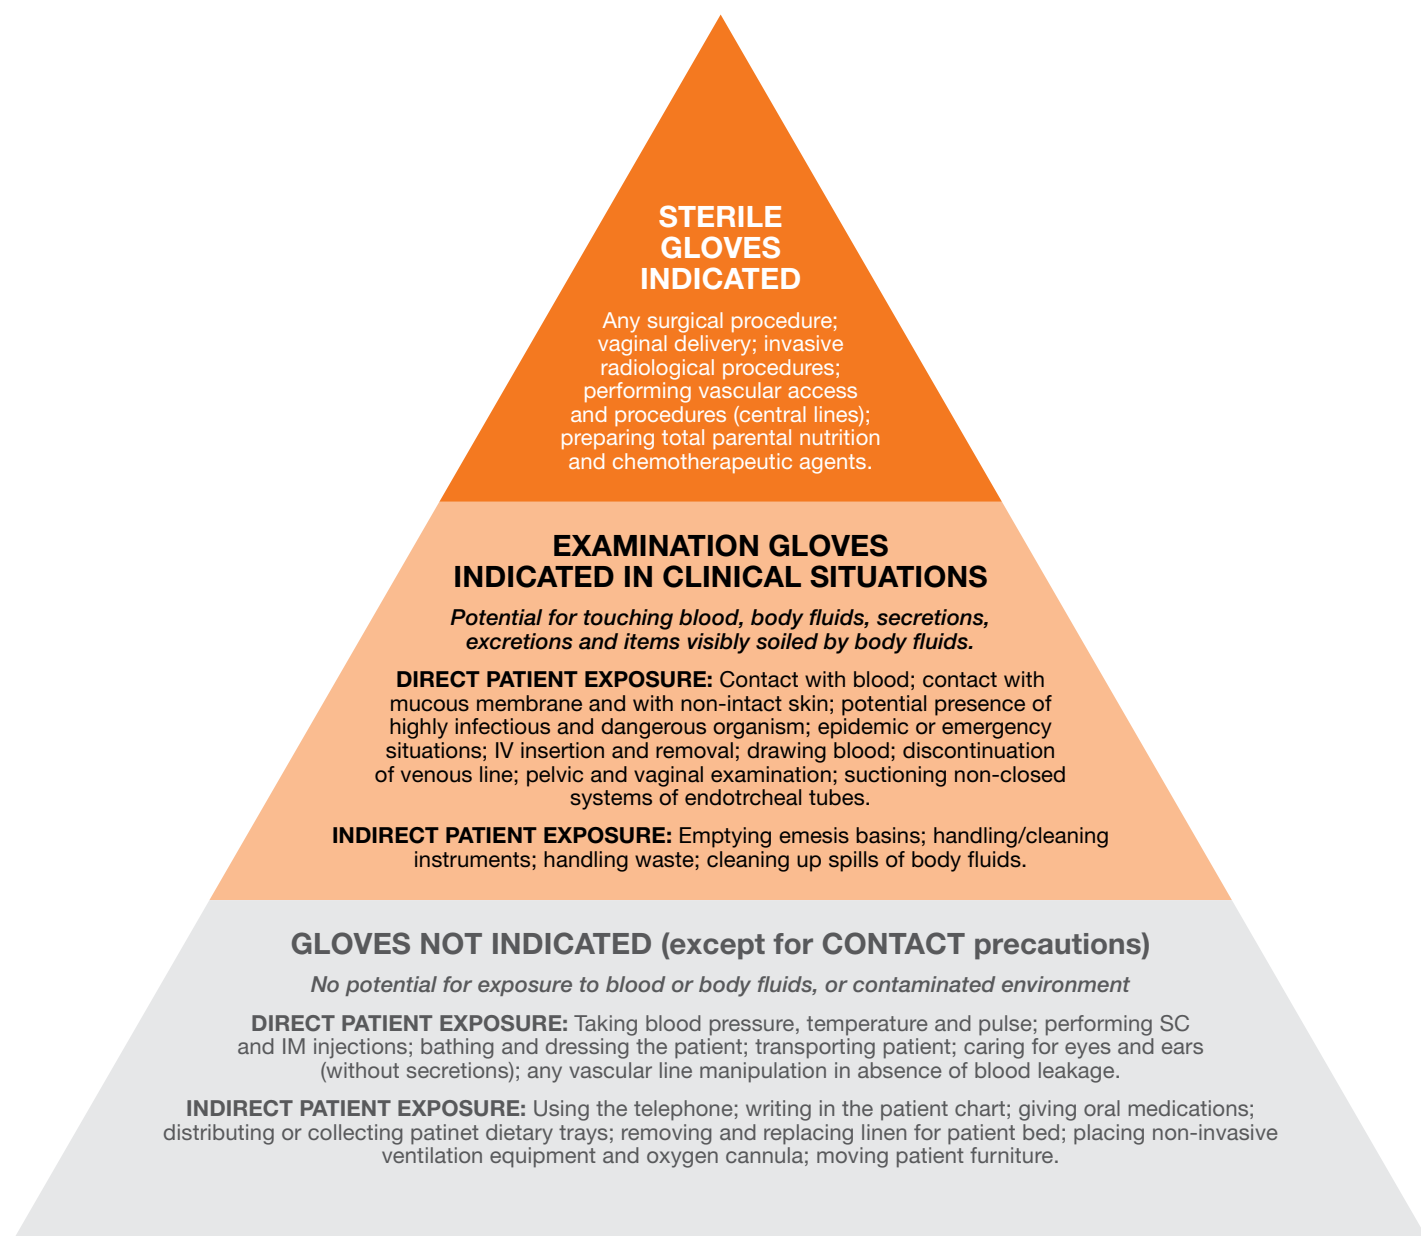 STERILE
GLOVES
INDICATED
Any surgical procedure;
vaginal delivery; invasive
radiological procedures;
performing vascular access
and procedures (central lines);
preparing total parental nutrition
and chemotherapeutic agents.
EXAMINATION GLOVES
INDICATED IN CLINICAL SITUATIONS
Potential for touching blood, body fluids, secretions,
excretions and items visibly soiled by body fluids.
DIRECT PATIENT EXPOSURE: Contact with blood; contact with
mucous membrane and with non-intact skin; potential presence of
highly infectious and dangerous organism; epidemic or emergency
situations; IV insertion and removal; drawing blood; discontinuation
of venous line; pelvic and vaginal examination; suctioning non-closed
systems of endotrcheal tubes.
INDIRECT PATIENT EXPOSURE: Emptying emesis basins; handling/cleaning
instruments; handling waste; cleaning up spills of body fluids.
GLOVES NOT INDICATED (except for CONTACT precautions)
No potential for exposure to blood or body fluids, or contaminated environment
DIRECT PATIENT EXPOSURE: Taking blood pressure, temperature and pulse; performing SC
and IM injections; bathing and dressing the patient; transporting patient; caring for eyes and ears
(without secretions); any vascular line manipulation in absence of blood leakage.
INDIRECT PATIENT EXPOSURE: Using the telephone; writing in the patient chart; giving oral medications;
distributing or collecting patinet dietary trays; removing and replacing linen for patient bed; placing non-invasive
ventilation equipment and oxygen cannula; moving patient furniture.